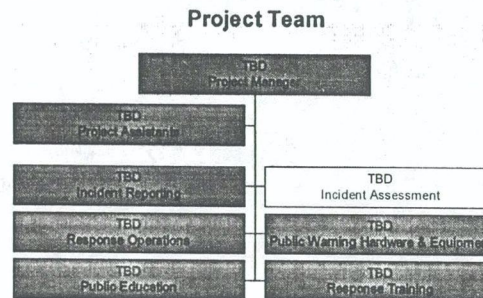 Project Team
TBD
Project Manager
TBD
Project Assistants
TBD
Incident Reporting
TBD
Incident Assessment
TBD
Response Operations
TBD
Public Warning Hardware & Equipment
TBD
Public Education
TBD
Response Training